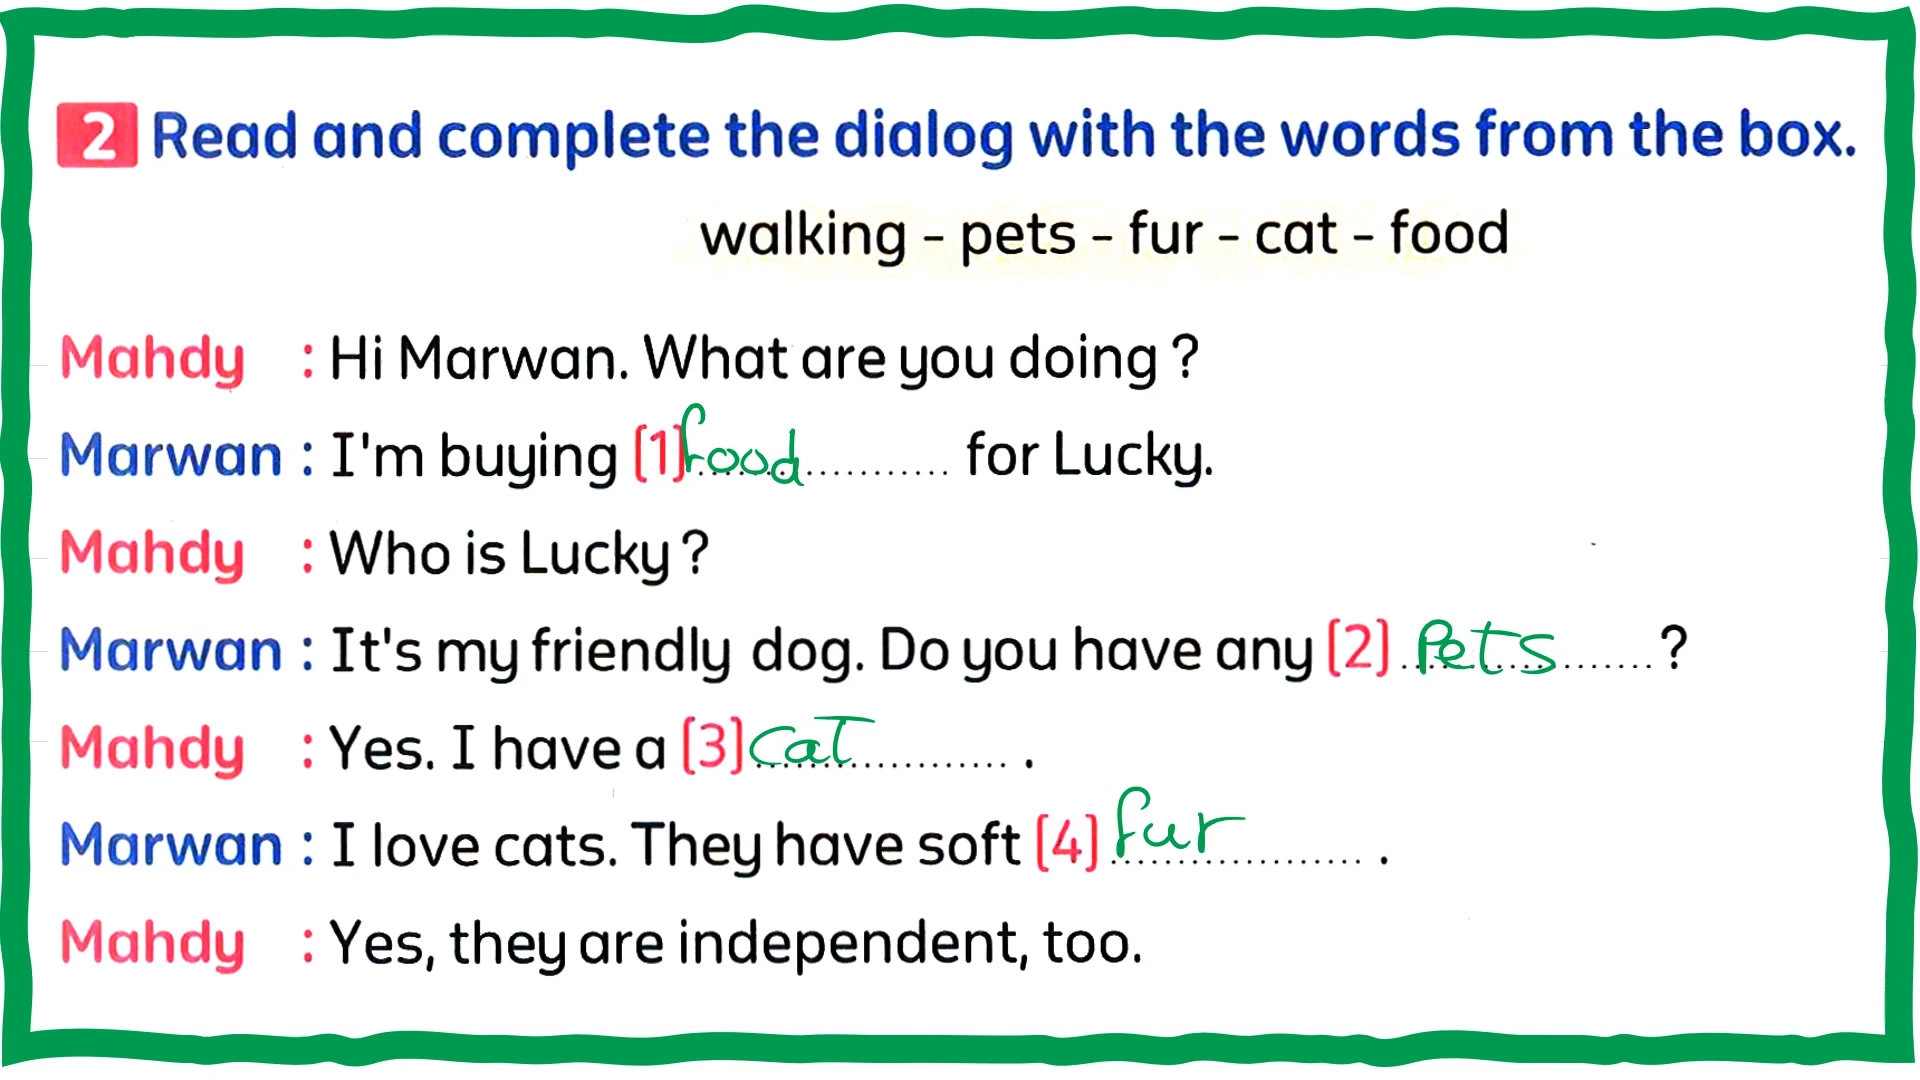 2 Read and complete the dialog with the words from the box.
walking - pets - fur - cat - food
Mahdy : Hi Marwan. What are you doing ?
Marwan : I'm buying (1) food ............ for Lucky.
Mahdy : Who is Lucky ?
Marwan : It's my friendly dog. Do you have any (2) Pets ........ ?
Mahdy : Yes. I have a (3) cat ............ .
Marwan : I love cats. They have soft (4) fur ............ .
Mahdy : Yes, they are independent, too.